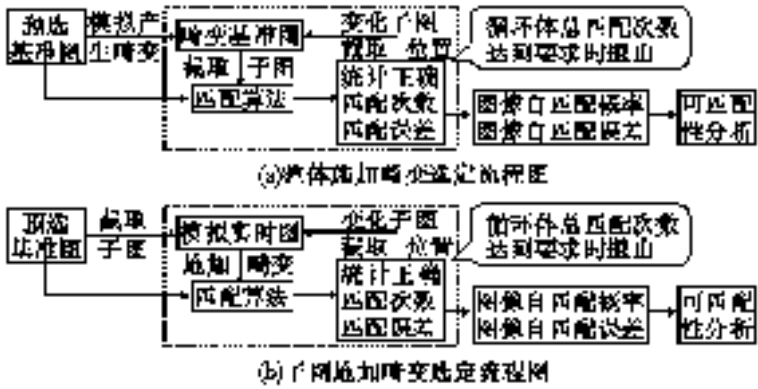 预选
基准图
模拟产
生畸变
畸变基准图
变化子图
截取 位置
循环体总匹配次数
达到要求时退出
截取 子图
匹配算法
统计正确
匹配次数
匹配误差
图像自匹配概率
图像自匹配误差
可匹配
性分析
(a)整体施加畸变选定流程图
预选
基准图
截取
子图
模拟实时图
变化子图
截取 位置
循环体总匹配次数
达到要求时退出
施加 畸变
匹配算法
统计正确
匹配次数
匹配误差
图像自匹配概率
图像自匹配误差
可匹配
性分析
(b)子图施加畸变选定流程图